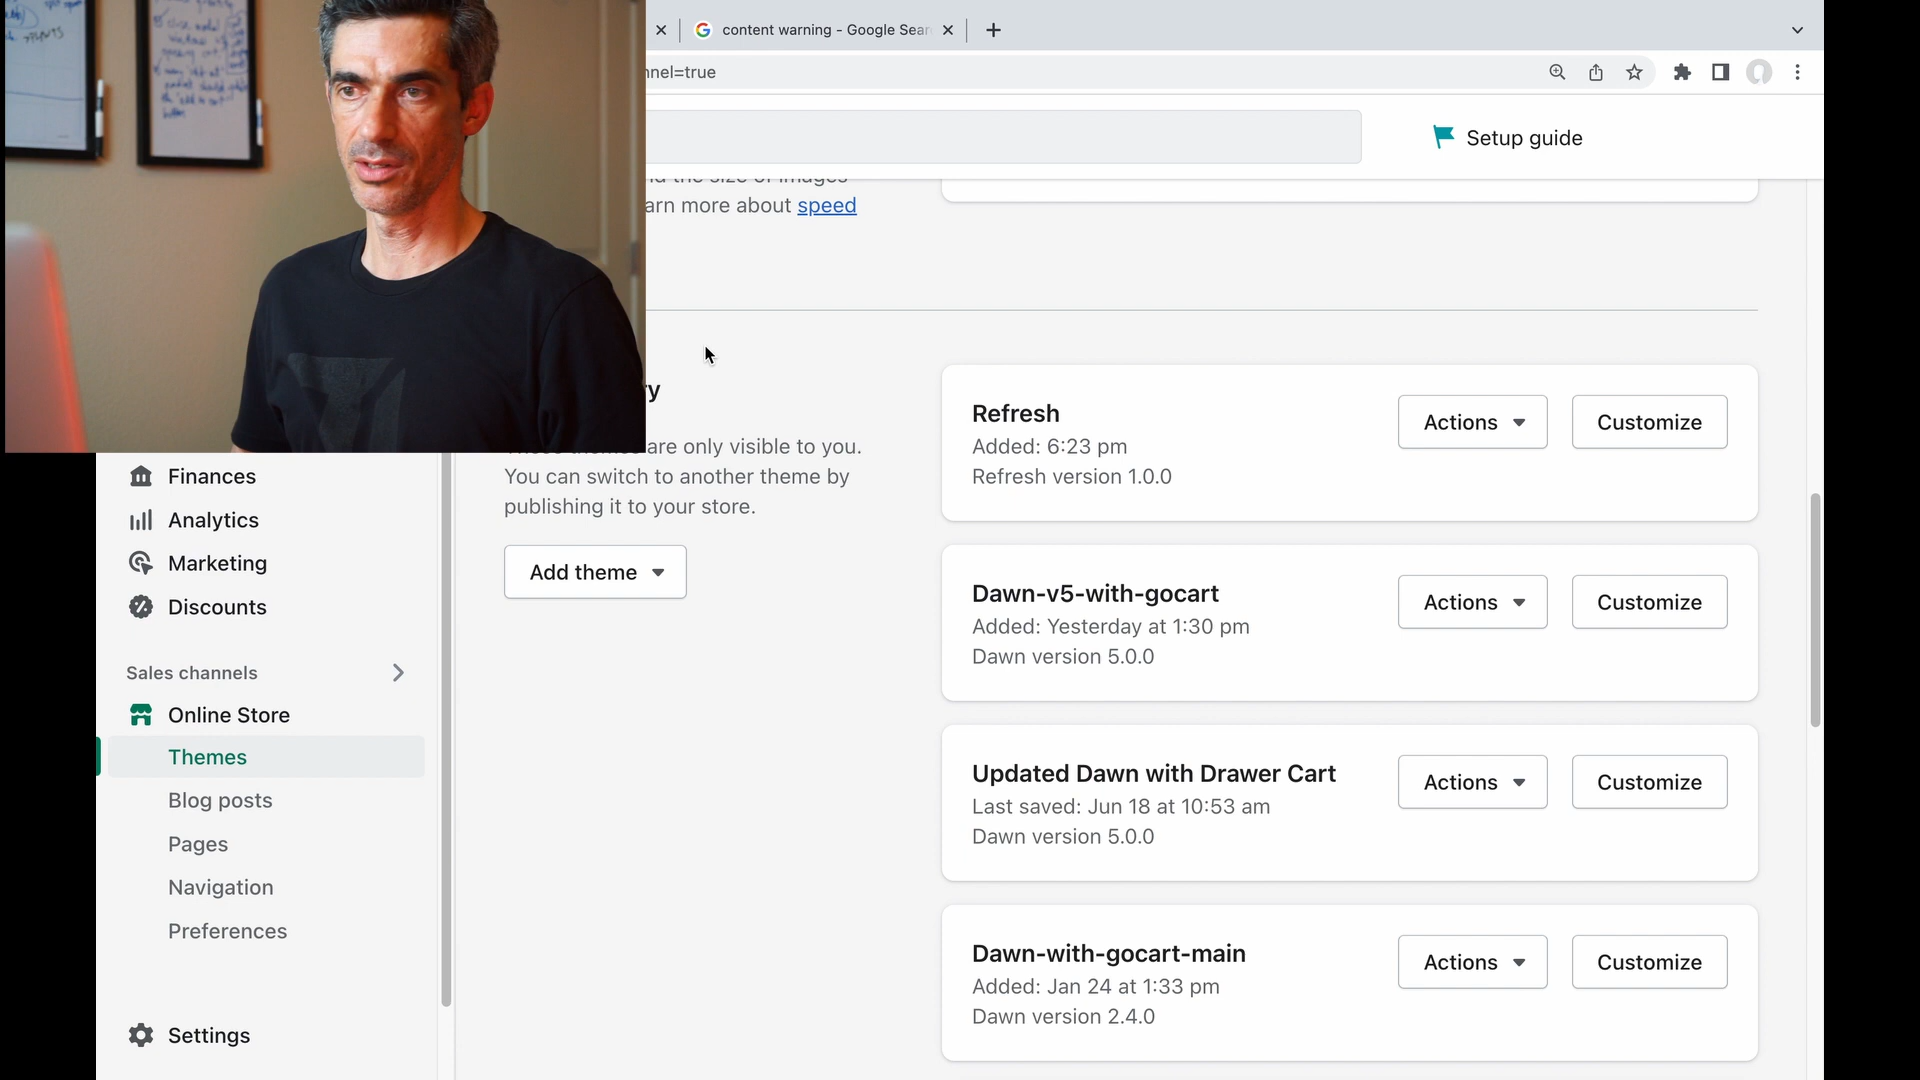 content warning - Google Sear
nnel=true
Setup guide
arn more about speed
y
are only visible to you.
You can switch to another theme by
publishing it to your store.
Add theme
Refresh
Added: 6:23 pm
Refresh version 1.0.0
Actions
Customize
Dawn-v5-with-gocart
Added: Yesterday at 1:30 pm
Dawn version 5.0.0
Actions
Customize
Updated Dawn with Drawer Cart
Last saved: Jun 18 at 10:53 am
Dawn version 5.0.0
Actions
Customize
Dawn-with-gocart-main
Added: Jan 24 at 1:33 pm
Dawn version 2.4.0
Actions
Customize
Finances
Analytics
Marketing
Discounts
Sales channels
Online Store
Themes
Blog posts
Pages
Navigation
Preferences
Settings